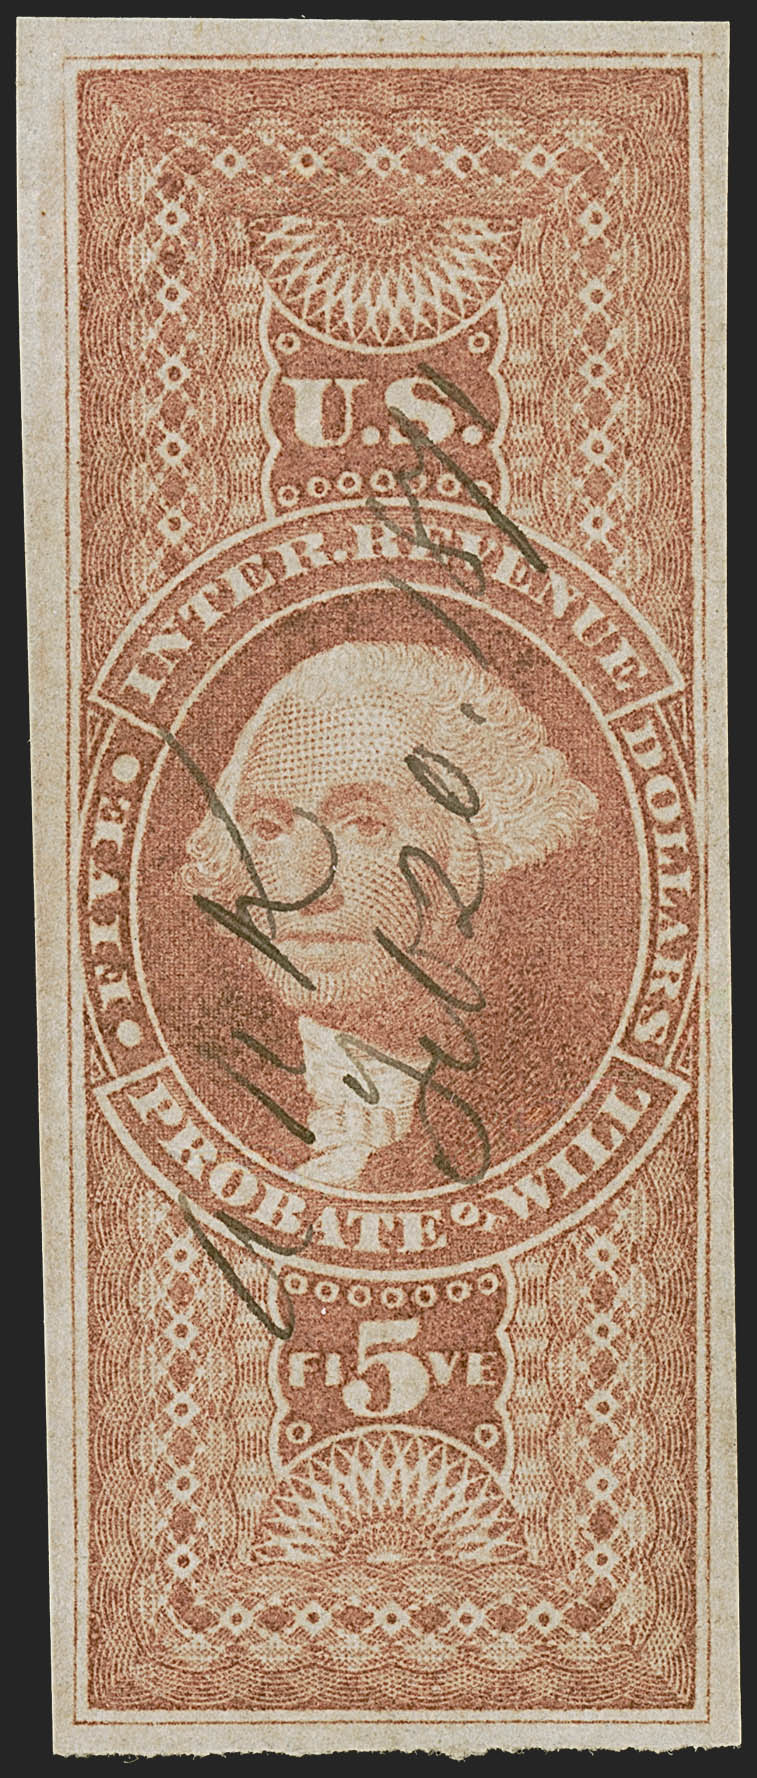 U.S.
INTER. REVENUE
FIVE
DOLLARS
PROBATE OF WILL
FI 5 VE